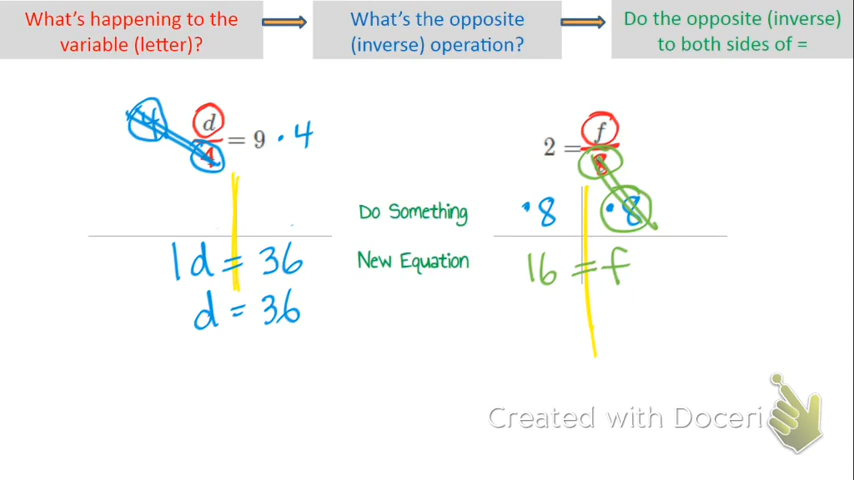 What's happening to the variable (letter)?
What's the opposite (inverse) operation?
Do the opposite (inverse) to both sides of =
4 d/4 = 9 · 4
2 = f/8
Do Something
·8 ·8
1d = 36
New Equation
16 = f
d = 36
Created with Doceri